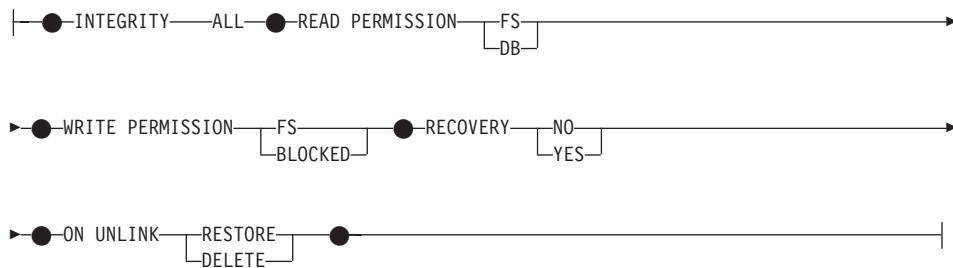 INTEGRITY ALL READ PERMISSION FS
DB
WRITE PERMISSION FS RECOVERY NO
BLOCKED YES
ON UNLINK RESTORE
DELETE